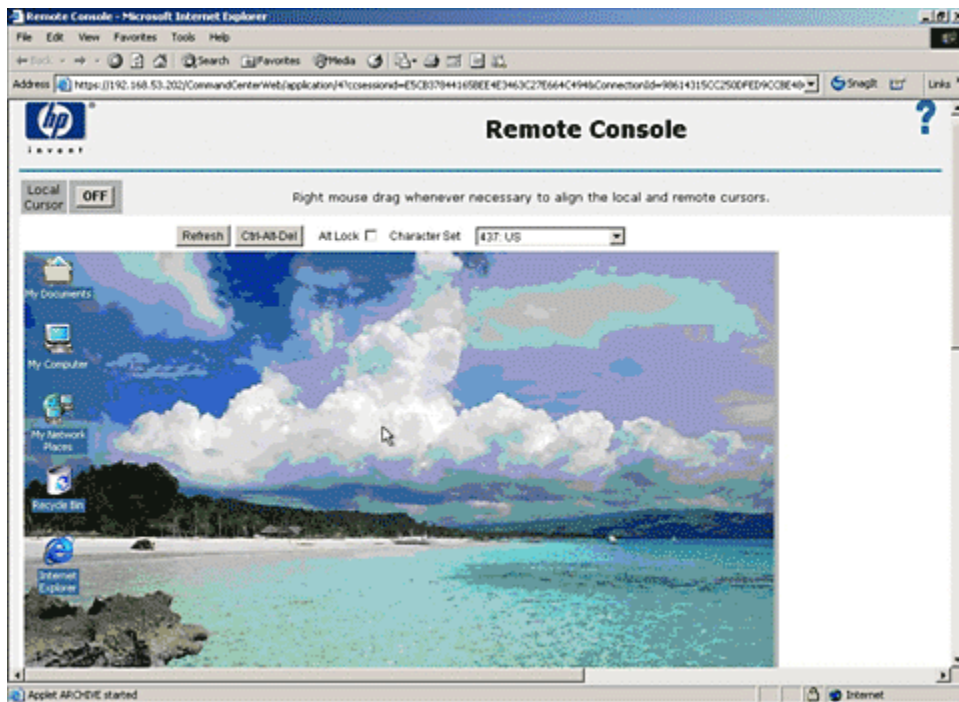 Remote Console - Microsoft Internet Explorer
File Edit View Favorites Tools Help
Back Search Favorites Media
Address Snagit Links
hp
invent
Remote Console
?
Local Cursor OFF
Right mouse drag whenever necessary to align the local and remote cursors.
Refresh Ctrl-Alt-Del Alt Lock Character Set 437: US
My Documents
My Computer
My Network
Places
Recycle Bin
Internet
Explorer
Applet ARCHIVE started
Internet